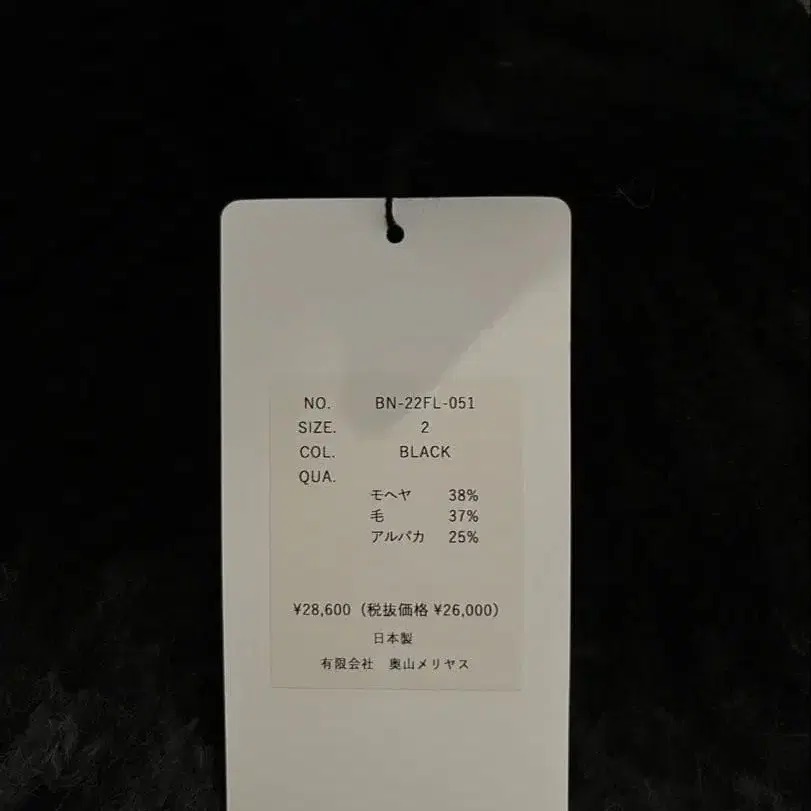 NO. BN-22FL-051
SIZE. 2
COL. BLACK
QUA.
モヘヤ 38%
毛 37%
アルパカ 25%
¥28,600（税抜価格 ¥26,000）
日本製
有限会社 奥山メリヤス